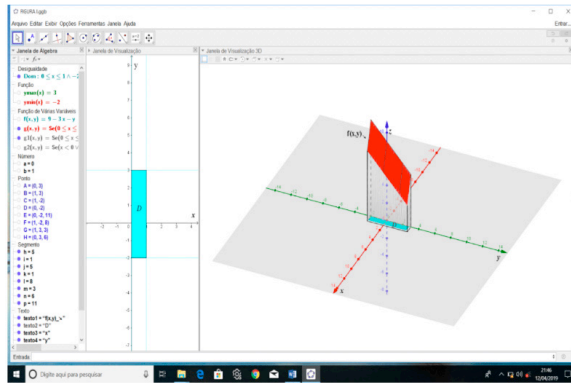 FIGURA I.ggb
Arquivo Editar Exibir Opções Ferramentas Janela Ajuda
Entrar...
Janela de Álgebra
Janela de Visualização
Janela de Visualização 3D
Desigualdade
Dom : 0 ≤ x ≤ 1 ∧ −2
Função
ymax(x) = 3
ymin(x) = −2
Função de Várias Variáveis
f(x, y) = 9 − 3 x − y
g(x, y) = Se(0 ≤ x ≤
g1(x, y) = Se(0 ≤ x ≤
g2(x, y) = Se(x < 0 ∨
Número
a = 0
b = 1
Ponto
A = (0, 3)
B = (1, 3)
C = (1, -2)
D = (0, -2)
E = (0, -2, 11)
F = (1, -2, 8)
G = (1, 3, 3)
H = (0, 3, 6)
Segmento
h = 5
i = 1
j = 5
k = 1
l = 8
m = 3
n = 6
p = 11
Texto
texto1 = "f(x,y)↘"
texto2 = "D"
texto3 = "x"
texto4 = "y"
y
D
x
f(x,y)
z
y
x
Entrada:
Digite aqui para pesquisar
21:46
12/04/2019